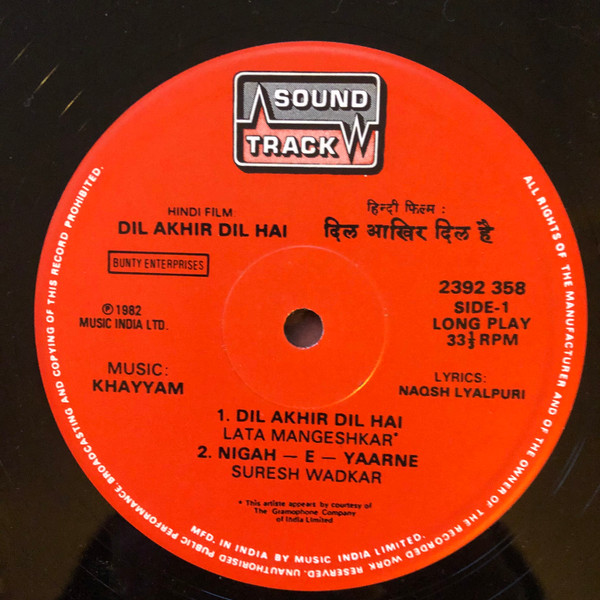 SOUND
TRACK
HINDI FILM:
DIL AKHIR DIL HAI
हिन्दी फिल्म :
दिल आखिर दिल है
BUNTY ENTERPRISES
2392 358
SIDE-1
LONG PLAY
33⅓ RPM
℗ 1982
MUSIC INDIA LTD.
MUSIC:
KHAYYAM
LYRICS:
NAQSH LYALPURI
1. DIL AKHIR DIL HAI
LATA MANGESHKAR*
2. NIGAH — E — YAARNE
SURESH WADKAR
* This artiste appears by courtesy of
The Gramophone Company
of India Limited
MFD. IN INDIA BY MUSIC INDIA LIMITED.
ALL RIGHTS OF THE MANUFACTURER AND OF THE OWNER OF THE RECORDED WORK RESERVED. UNAUTHORISED PUBLIC PERFORMANCE, BROADCASTING AND COPYING OF THIS RECORD PROHIBITED.